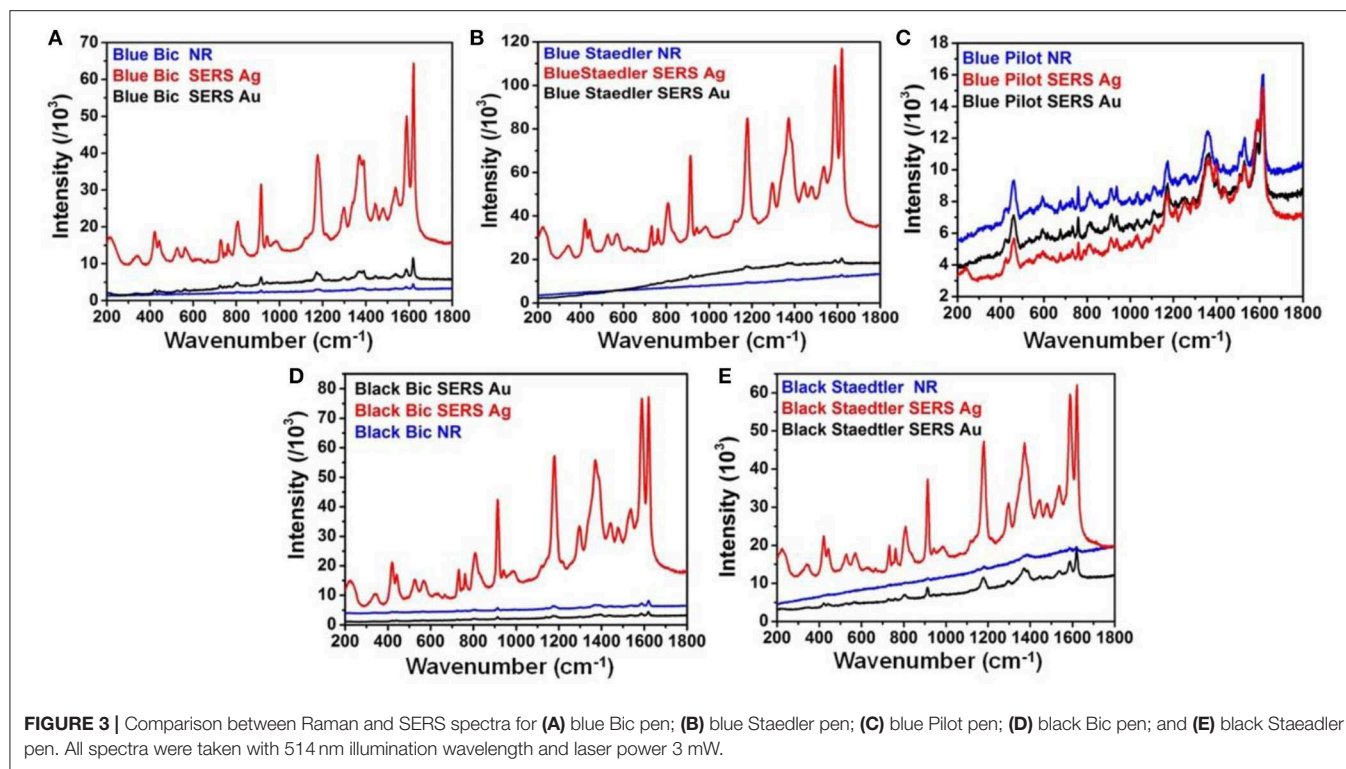 A
Blue Bic NR
Blue Bic SERS Ag
Blue Bic SERS Au
Intensity (/10³)
70
60
50
40
30
20
10
0
200 400 600 800 1000 1200 1400 1600 1800
Wavenumber (cm⁻¹)
B
Blue Staedler NR
BlueStaedler SERS Ag
Blue Staedler SERS Au
Intensity (/10³)
120
100
80
60
40
20
0
200 400 600 800 1000 1200 1400 1600 1800
Wavenumber (cm⁻¹)
C
Blue Pilot NR
Blue Pilot SERS Ag
Blue Pilot SERS Au
Intensity (/10³)
18
16
14
12
10
8
6
4
2
200 400 600 800 1000 1200 1400 1600 1800
Wavenumber (cm⁻¹)
D
Black Bic SERS Au
Black Bic SERS Ag
Black Bic NR
Intensity (/10³)
80
70
60
50
40
30
20
10
0
200 400 600 800 1000 1200 1400 1600 1800
Wavenumber (cm⁻¹)
E
Black Staedtler NR
Black Staedtler SERS Ag
Black Staedtler SERS Au
Intensity (10³)
60
50
40
30
20
10
0
200 400 600 800 1000 1200 1400 1600 1800
Wavenumber (cm⁻¹)
FIGURE 3 | Comparison between Raman and SERS spectra for (A) blue Bic pen; (B) blue Staedler pen; (C) blue Pilot pen; (D) black Bic pen; and (E) black Staeadler
pen. All spectra were taken with 514 nm illumination wavelength and laser power 3 mW.